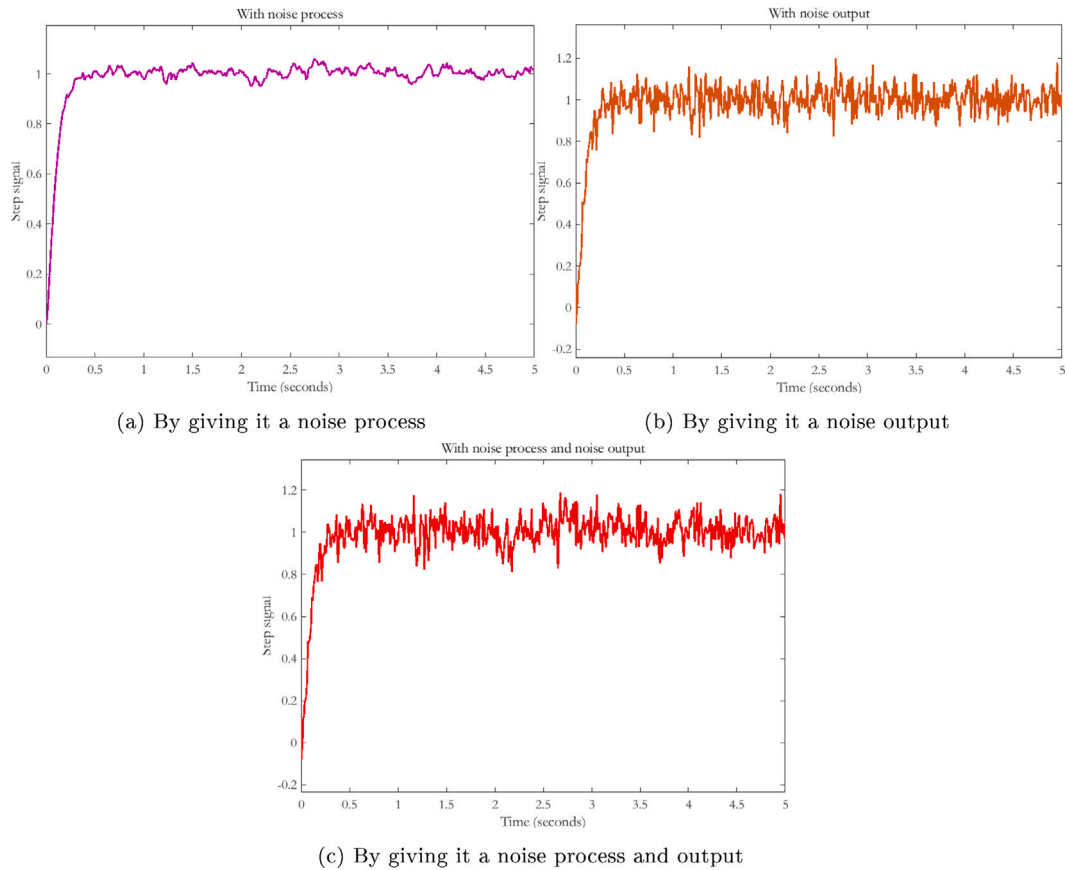 With noise process
Step signal
1
0.8
0.6
0.4
0.2
0
0 0.5 1 1.5 2 2.5 3 3.5 4 4.5 5
Time (seconds)
(a) By giving it a noise process
With noise output
Step signal
1.2
1
0.8
0.6
0.4
0.2
0
-0.2
0 0.5 1 1.5 2 2.5 3 3.5 4 4.5 5
Time (seconds)
(b) By giving it a noise output
With noise process and noise output
Step signal
1.2
1
0.8
0.6
0.4
0.2
0
-0.2
0 0.5 1 1.5 2 2.5 3 3.5 4 4.5 5
Time (seconds)
(c) By giving it a noise process and output